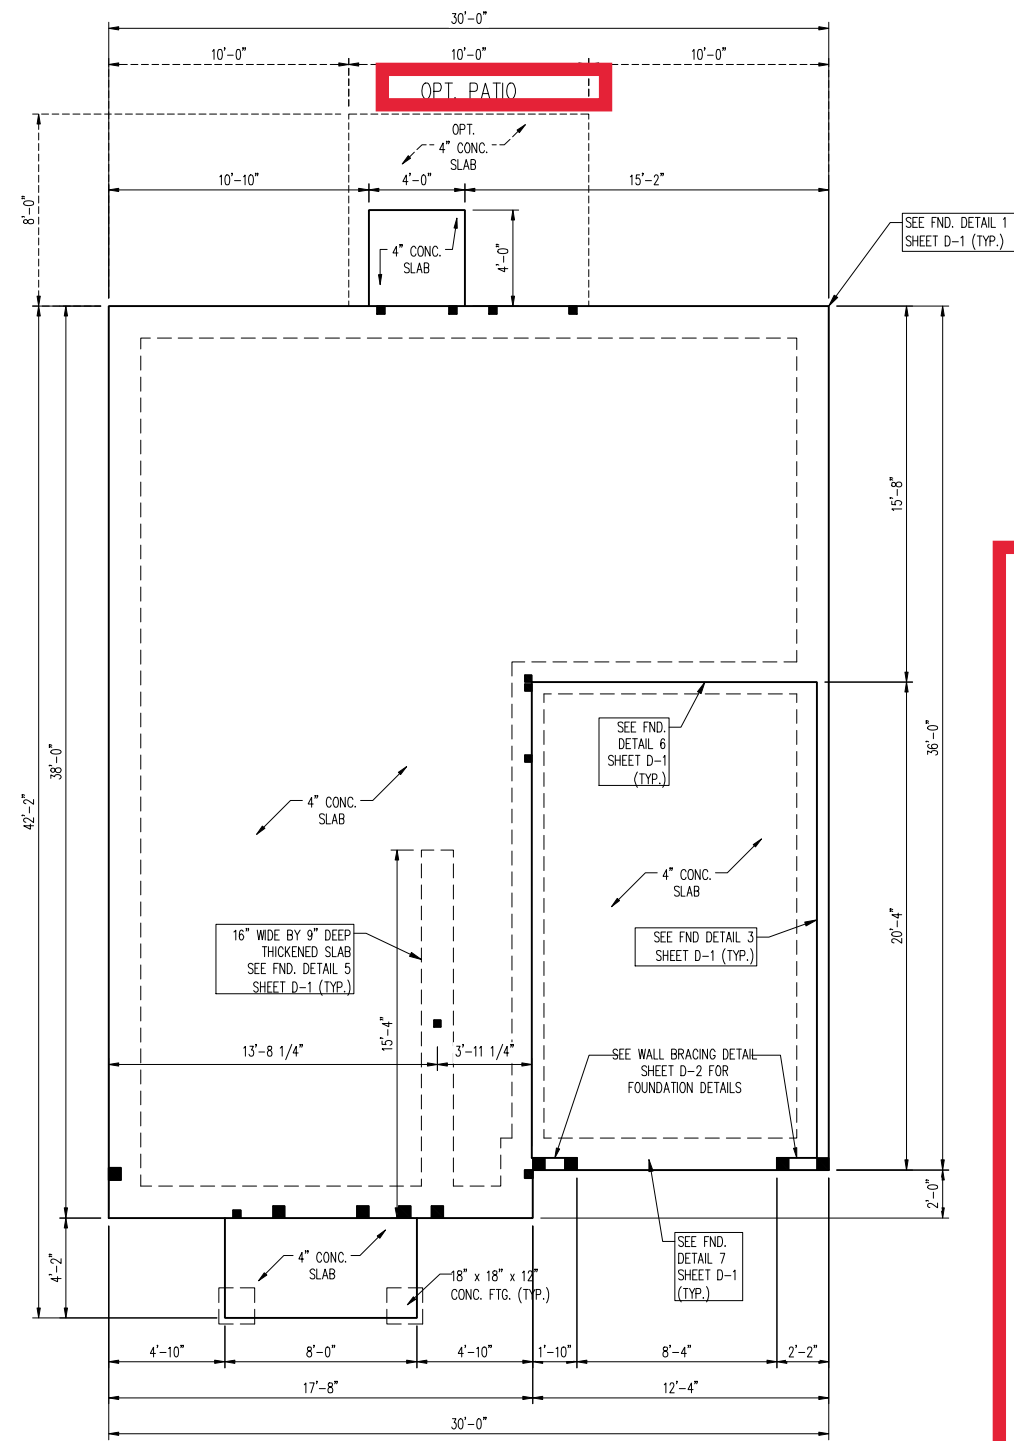 30'-0"
10'-0"
10'-0"
10'-0"
OPT. PATIO
OPT.
4" CONC.
SLAB
10'-10"
4'-0"
15'-2"
8'-0"
4" CONC.
SLAB
4'-0"
SEE FND. DETAIL 1
SHEET D-1 (TYP.)
15'-8"
SEE FND.
DETAIL 6
SHEET D-1
(TYP.)
36'-0"
38'-0"
42'-2"
4" CONC.
SLAB
4" CONC.
SLAB
20'-4"
16" WIDE BY 9" DEEP
THICKENED SLAB
SEE FND. DETAIL 5
SHEET D-1 (TYP.)
SEE FND DETAIL 3
SHEET D-1 (TYP.)
15'-4"
13'-8 1/4"
3'-11 1/4"
SEE WALL BRACING DETAIL
SHEET D-2 FOR
FOUNDATION DETAILS
2'-0"
4'-2"
4" CONC.
SLAB
18" x 18" x 12"
CONC. FTG. (TYP.)
SEE FND.
DETAIL 7
SHEET D-1
(TYP.)
4'-10"
8'-0"
4'-10"
1'-10"
8'-4"
2'-2"
17'-8"
12'-4"
30'-0"